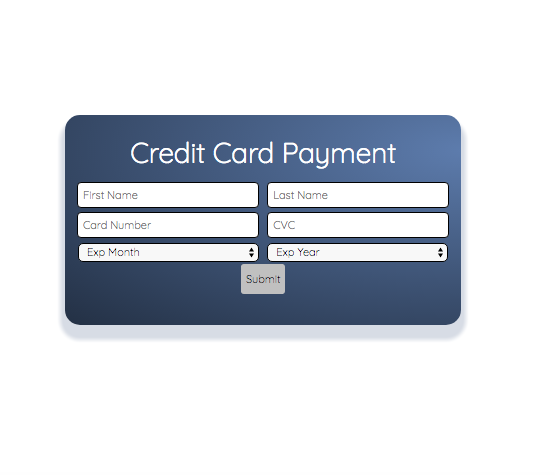 Credit Card Payment
First Name Last Name
Card Number CVC
Exp Month Exp Year
Submit